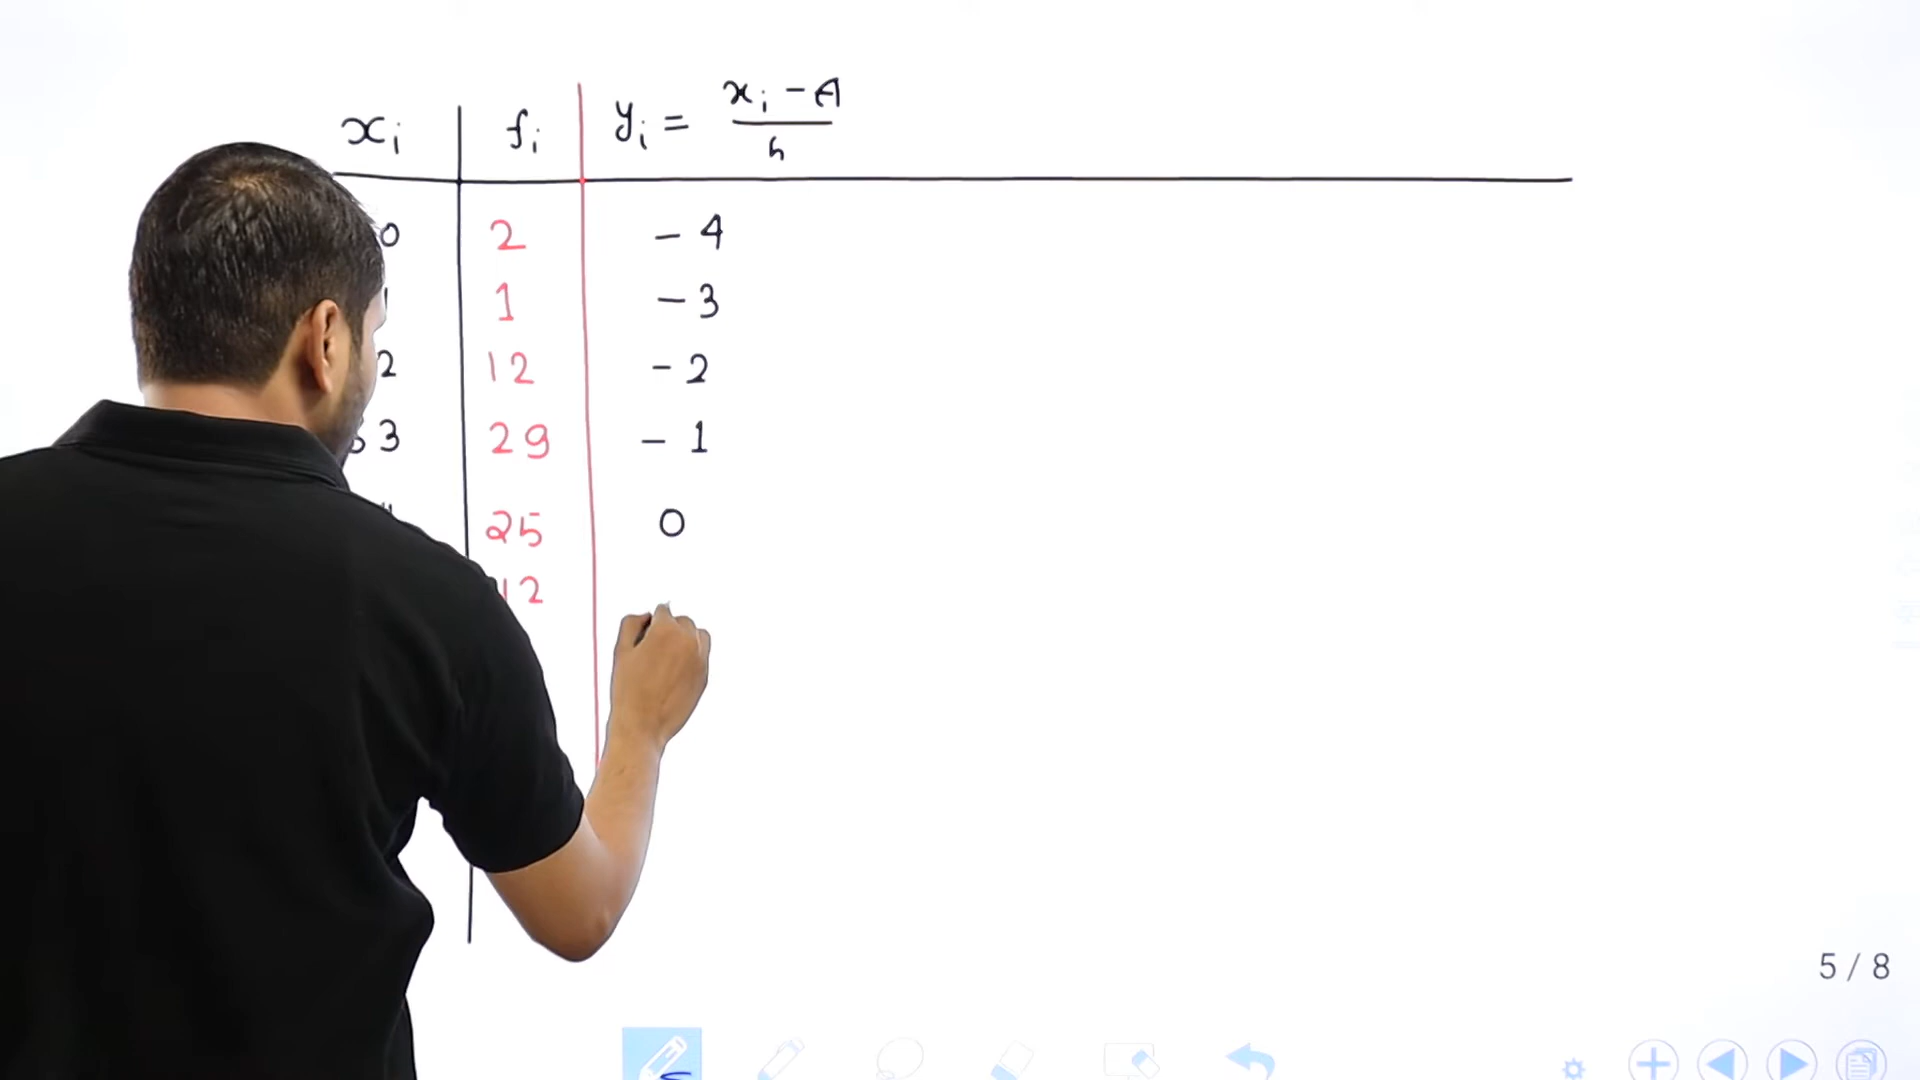 xᵢ fᵢ yᵢ = (xᵢ - A) / h
0 2 - 4
1 - 3
2 12 - 2
3 29 - 1
25 0
12
5 / 8